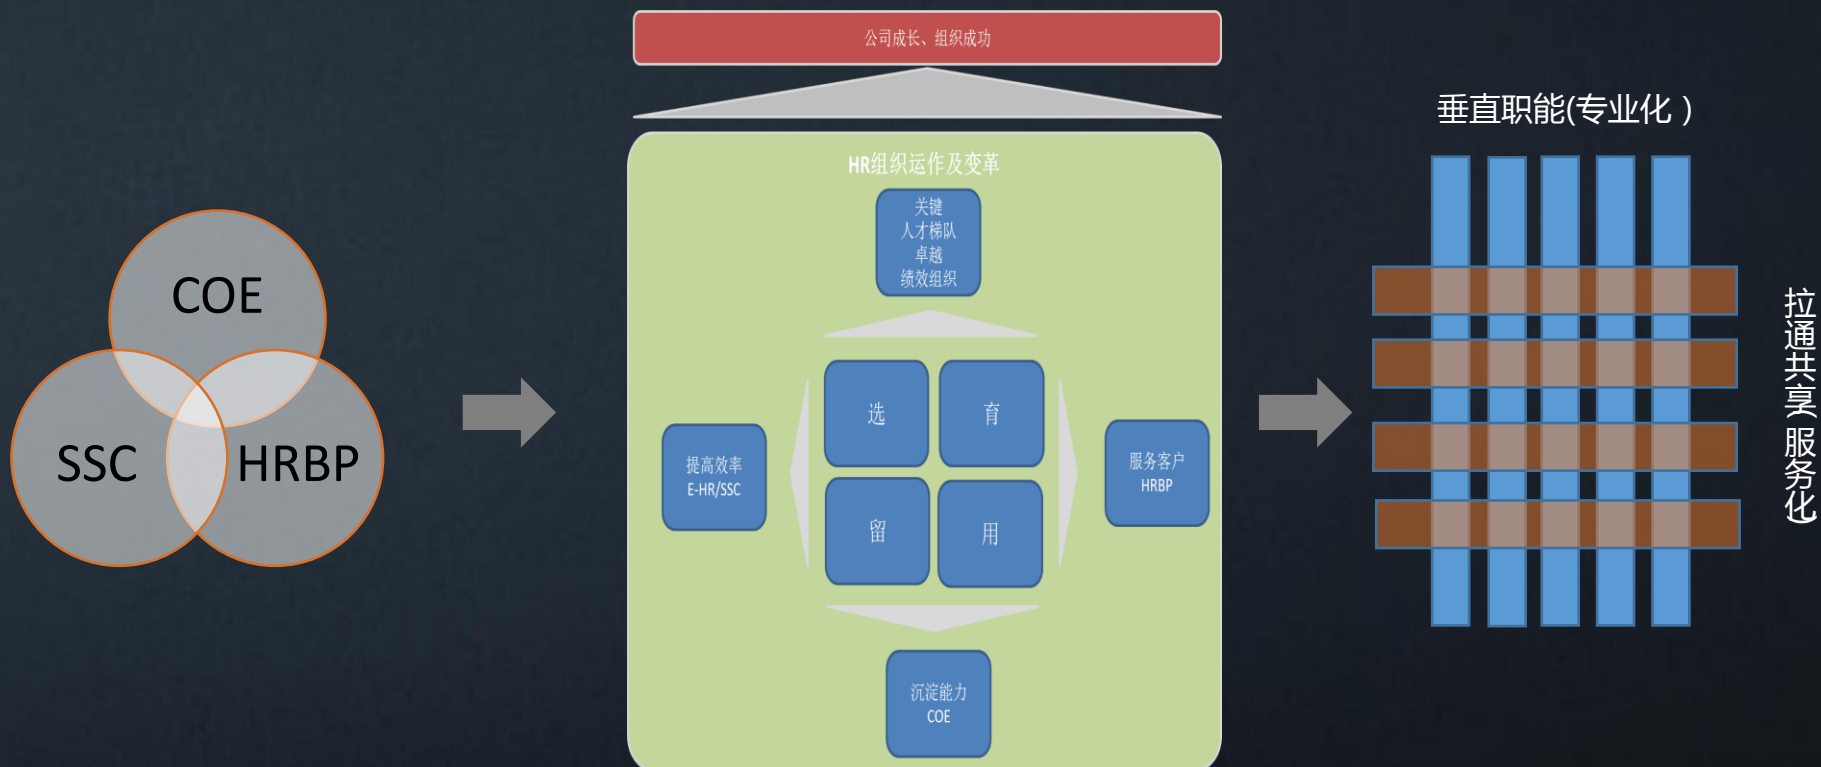 COE
SSC
HRBP
公司成长、组织成功
HR组织运作及变革
关键
人才梯队
卓越
绩效组织
选
育
留
用
提高效率
E-HR/SSC
服务客户
HRBP
沉淀能力
COE
垂直职能(专业化 )
拉通共享(服务化)